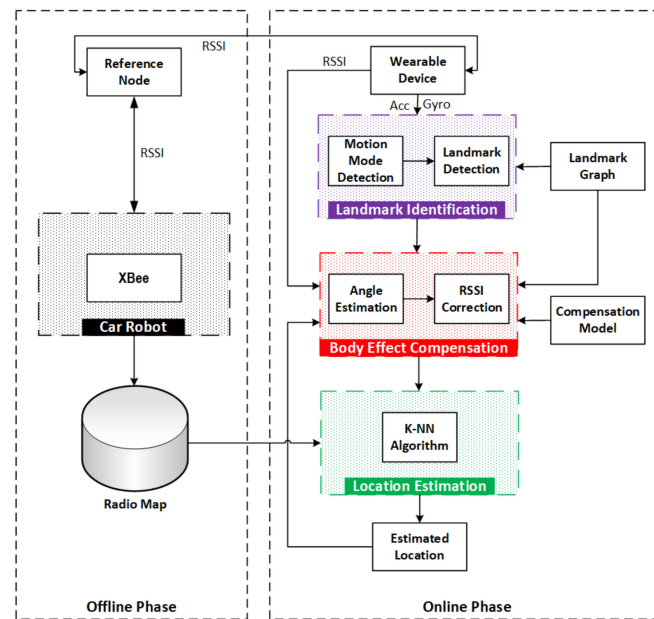 RSSI
Reference
Node
RSSI
Wearable
Device
Acc
Gyro
RSSI
Motion
Mode
Detection
Landmark
Detection
Landmark
Graph
Landmark Identification
XBee
Car Robot
Angle
Estimation
RSSI
Correction
Compensation
Model
Body Effect Compensation
K-NN
Algorithm
Location Estimation
Radio Map
Estimated
Location
Offline Phase
Online Phase